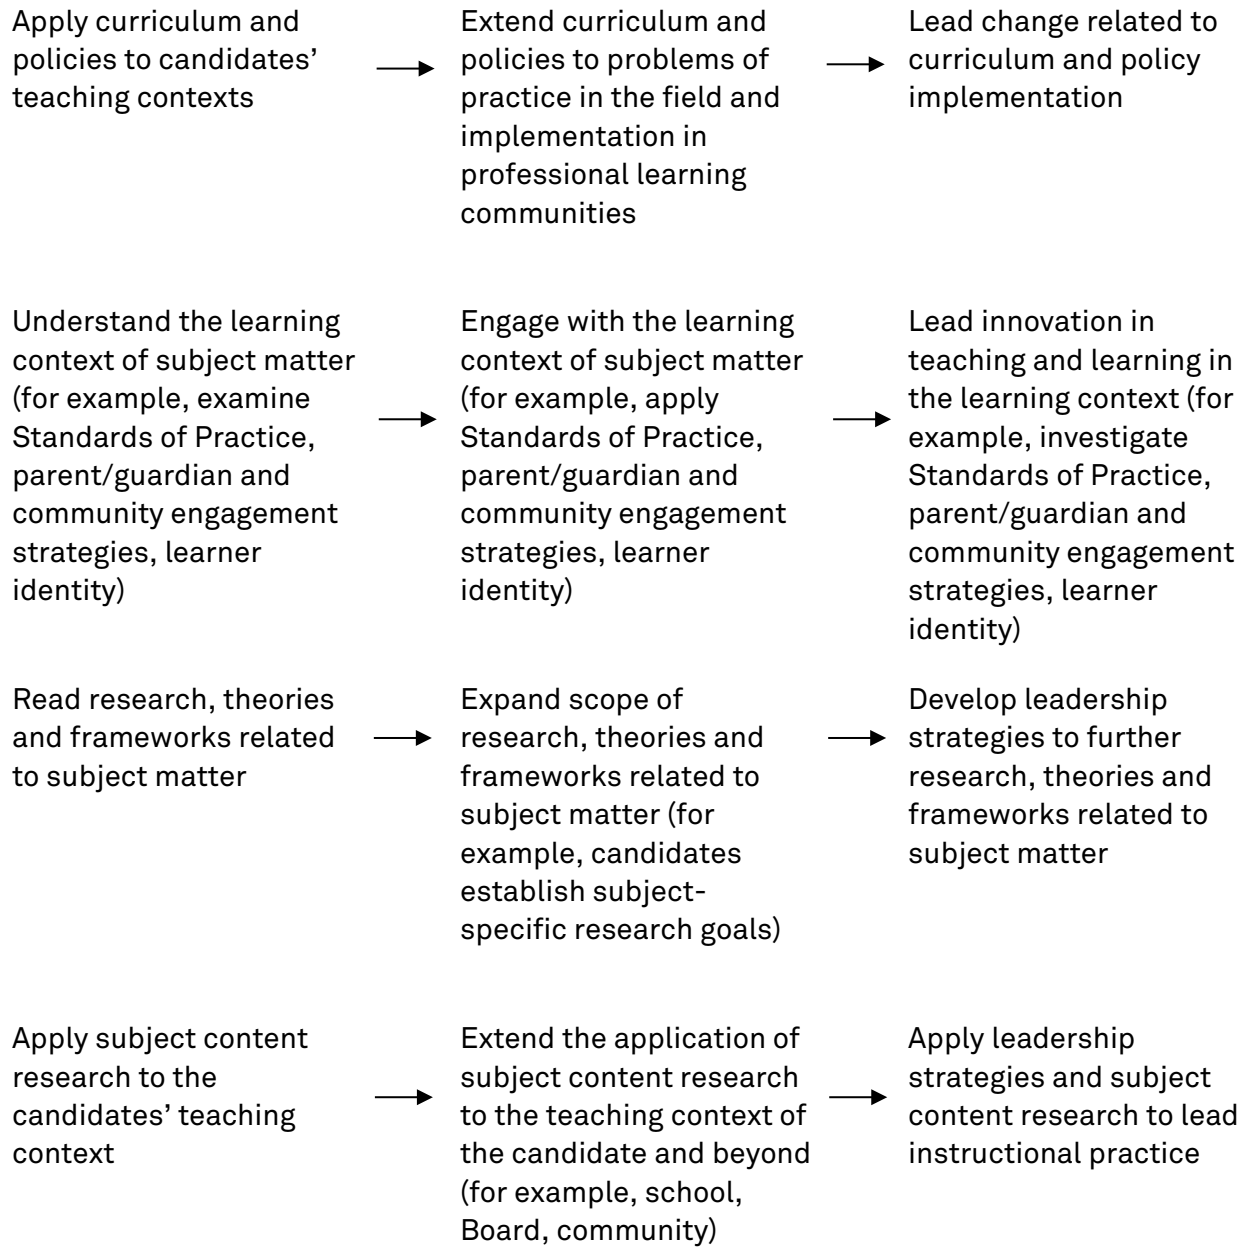 Apply curriculum and
policies to candidates’
teaching contexts
Extend curriculum and
policies to problems of
practice in the field and
implementation in
professional learning
communities
Lead change related to
curriculum and policy
implementation
Understand the learning
context of subject matter
(for example, examine
Standards of Practice,
parent/guardian and
community engagement
strategies, learner
identity)
Engage with the learning
context of subject matter
(for example, apply
Standards of Practice,
parent/guardian and
community engagement
strategies, learner
identity)
Lead innovation in
teaching and learning in
the learning context (for
example, investigate
Standards of Practice,
parent/guardian and
community engagement
strategies, learner
identity)
Read research, theories
and frameworks related
to subject matter
Expand scope of
research, theories and
frameworks related to
subject matter (for
example, candidates
establish subject-
specific research goals)
Develop leadership
strategies to further
research, theories and
frameworks related to
subject matter
Apply subject content
research to the
candidates’ teaching
context
Extend the application of
subject content research
to the teaching context of
the candidate and beyond
(for example, school,
Board, community)
Apply leadership
strategies and subject
content research to lead
instructional practice